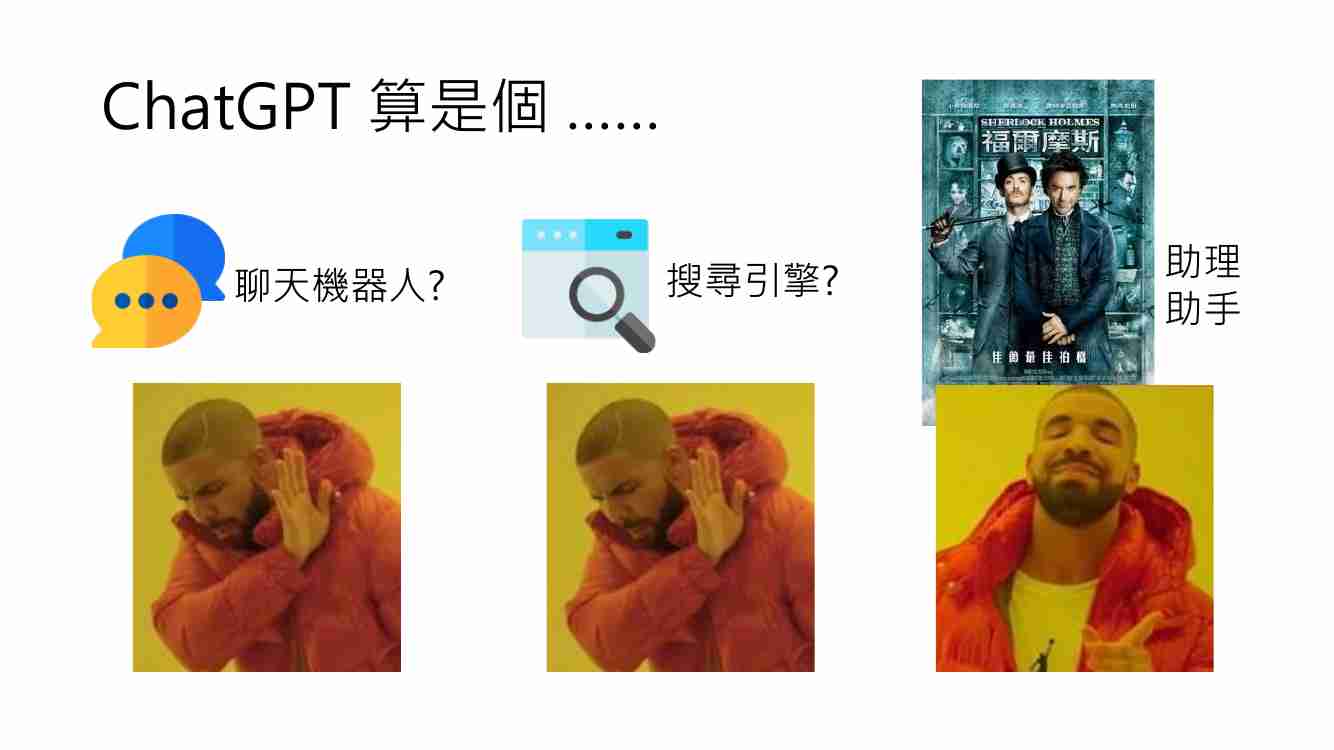 ChatGPT 算是個 ……
聊天機器人?
搜尋引擎?
SHERLOCK HOLMES
福爾摩斯
助理
助手